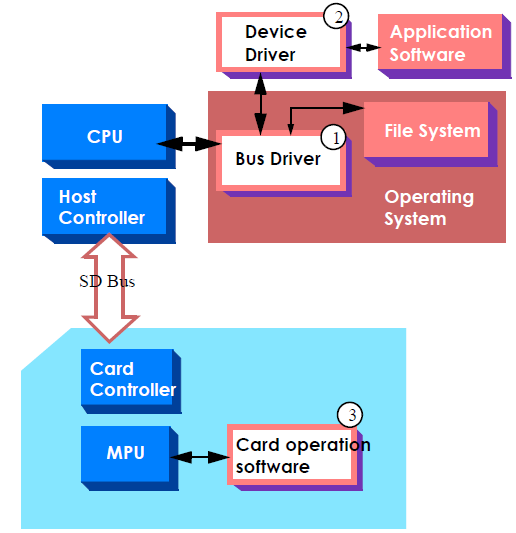 2
Device
Driver
Application
Software
CPU
1
Bus Driver
File System
Host
Controller
Operating
System
SD Bus
Card
Controller
3
MPU
Card operation
software